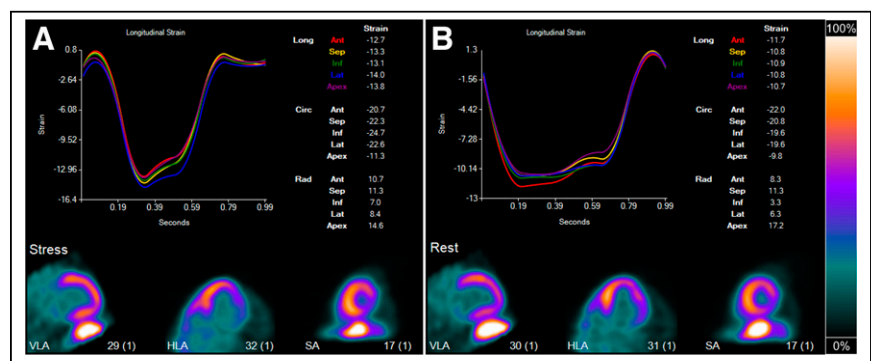 A
Longitudinal Strain
Strain
Long Ant -12.7
Sep -13.3
Inf -13.1
Lat -14.0
Apex -13.8
Circ Ant -20.7
Sep -22.3
Inf -24.7
Lat -22.6
Apex -11.3
Rad Ant 10.7
Sep 11.3
Inf 7.0
Lat 8.4
Apex 14.6
0.8
-2.64
-6.08
-9.52
-12.96
-16.4
Strain
0.19 0.39 0.59 0.79 0.99
Seconds
Stress
VLA 29 (1) HLA 32 (1) SA 17 (1)
B
Longitudinal Strain
Strain
Long Ant -11.7
Sep -10.8
Inf -10.9
Lat -10.8
Apex -10.7
Circ Ant -22.0
Sep -20.8
Inf -19.6
Lat -19.6
Apex -9.8
Rad Ant 8.3
Sep 11.3
Inf 3.3
Lat 6.3
Apex 17.2
1.3
-1.56
-4.42
-7.28
-10.14
-13
Strain
0.19 0.39 0.59 0.79 0.99
Seconds
Rest
VLA 30 (1) HLA 31 (1) SA 17 (1)
100%
0%